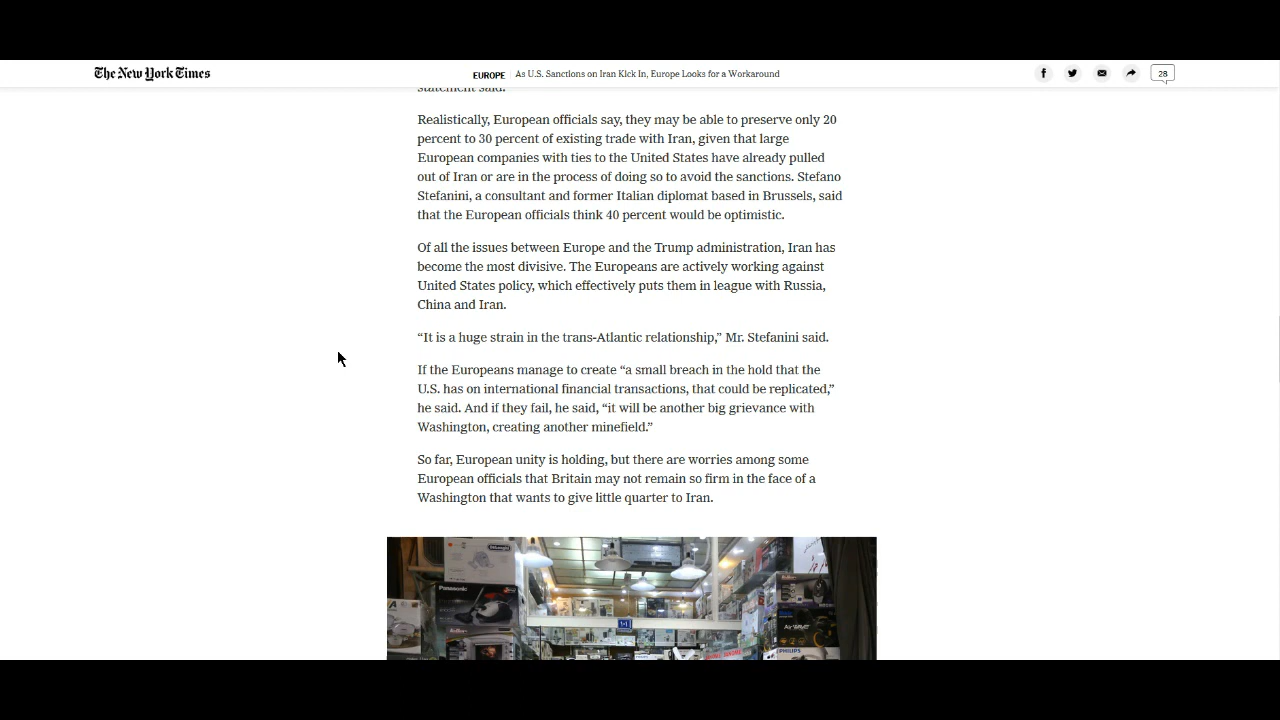 The New York Times
EUROPE As U.S. Sanctions on Iran Kick In, Europe Looks for a Workaround
28
statement said.
Realistically, European officials say, they may be able to preserve only 20
percent to 30 percent of existing trade with Iran, given that large
European companies with ties to the United States have already pulled
out of Iran or are in the process of doing so to avoid the sanctions. Stefano
Stefanini, a consultant and former Italian diplomat based in Brussels, said
that the European officials think 40 percent would be optimistic.
Of all the issues between Europe and the Trump administration, Iran has
become the most divisive. The Europeans are actively working against
United States policy, which effectively puts them in league with Russia,
China and Iran.
“It is a huge strain in the trans-Atlantic relationship,” Mr. Stefanini said.
If the Europeans manage to create “a small breach in the hold that the
U.S. has on international financial transactions, that could be replicated,”
he said. And if they fail, he said, “it will be another big grievance with
Washington, creating another minefield.”
So far, European unity is holding, but there are worries among some
European officials that Britain may not remain so firm in the face of a
Washington that wants to give little quarter to Iran.
DeLonghi
Panasonic
AirWAVE
PHILIPS